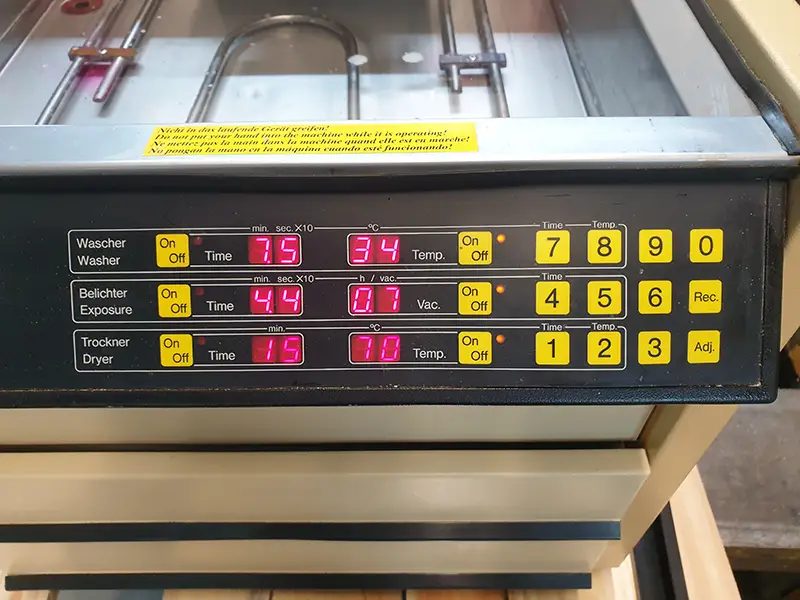 Nicht in das laufende Gerät greifen!
Do not put your hand into the machine while it is operating!
Ne mettez pas la main dans la machine quand elle est en marche!
No pongan la mano en la máquina cuando esté funcionando!
min. sec. X10 ºC Time Temp.
Wascher Washer On Off Time 7.5 34 Temp. On Off 7 8 9 0
min. sec. X10 h / vac. Time
Belichter Exposure On Off Time 4.4 0.7 Vac. On Off 4 5 6 Rec.
min. ºC Time Temp.
Trockner Dryer On Off Time 15 70 Temp. On Off 1 2 3 Adj.